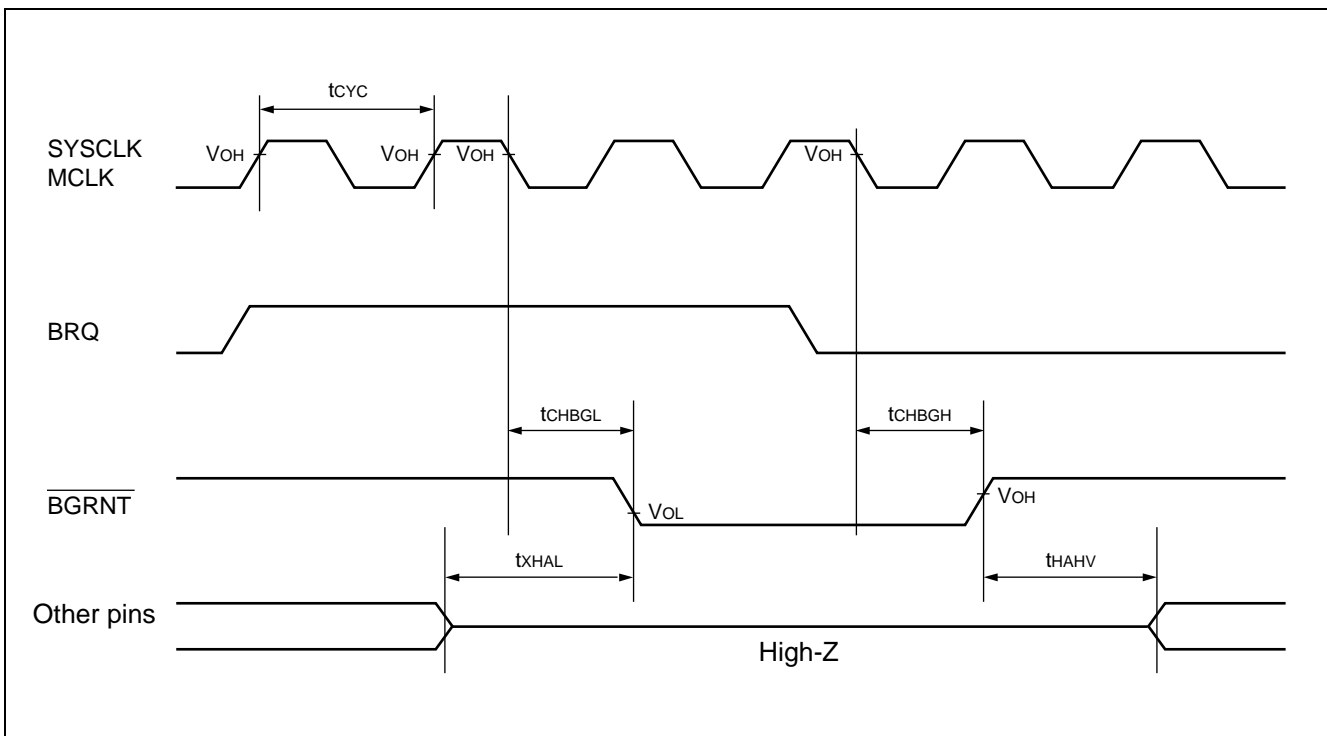 tCYC
SYSCLK
MCLK
VOH
VOH
VOH
VOH
BRQ
tCHBGL
tCHBGH
BGRNT
VOL
VOH
tXHAL
tHAHV
Other pins
High-Z